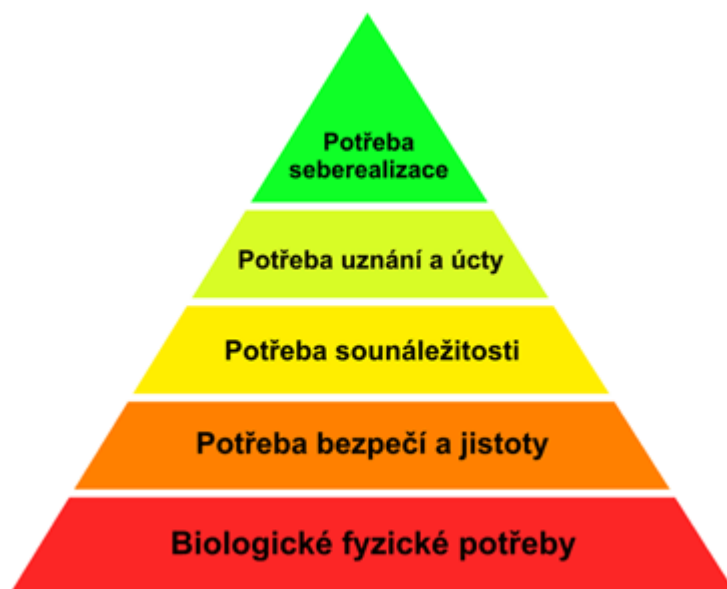 Potřeba
seberealizace
Potřeba uznání a úcty
Potřeba sounáležitosti
Potřeba bezpečí a jistoty
Biologické fyzické potřeby